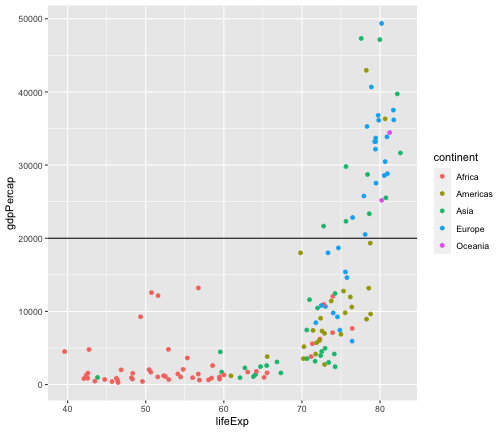 gdpPercap
50000
40000
30000
20000
10000
0
40
50
60
70
80
lifeExp
continent
Africa
Americas
Asia
Europe
Oceania